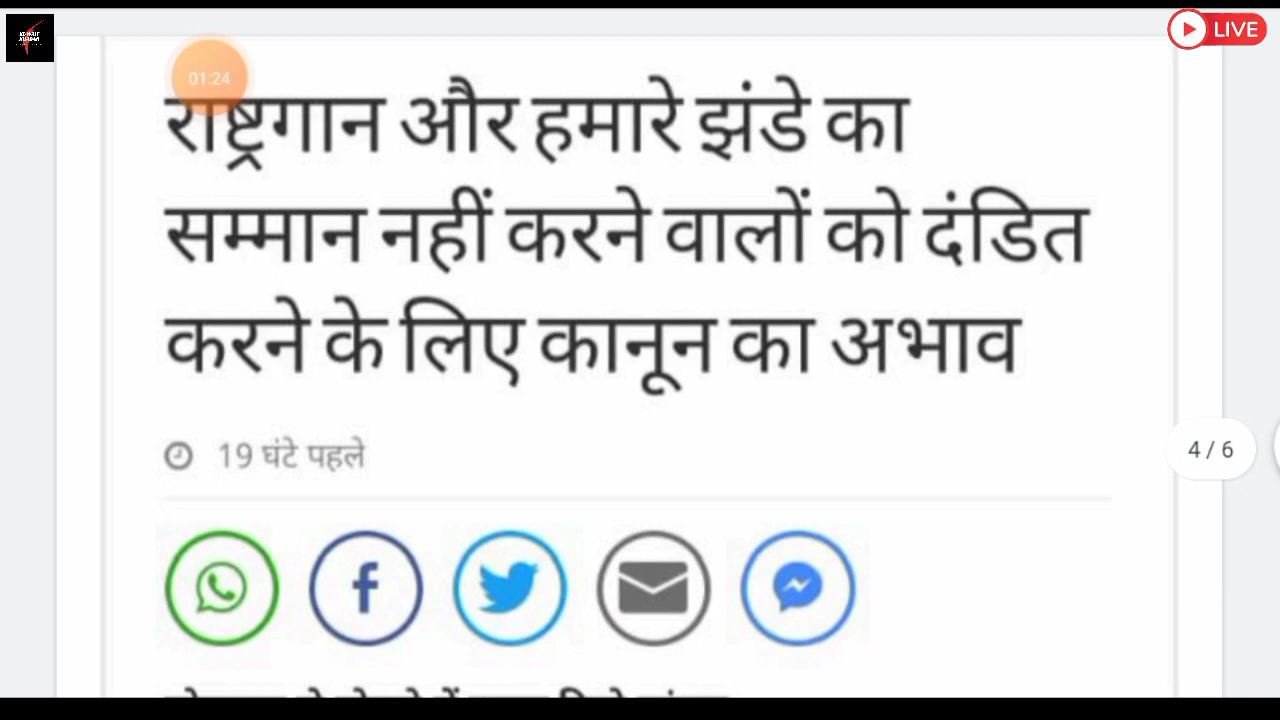 LIVE
01:24
राष्ट्रगान और हमारे झंडे का
सम्मान नहीं करने वालों को दंडित
करने के लिए कानून का अभाव
19 घंटे पहले
4 / 6